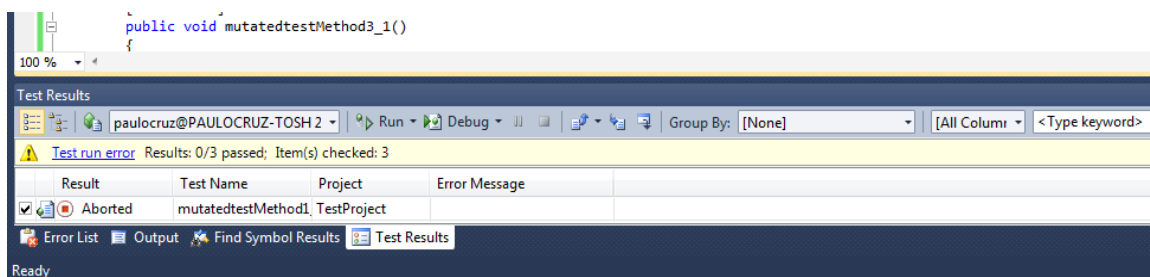 public void mutatedtestMethod3_1()
{
100 %
Test Results
paulocruz@PAULOCRUZ-TOSH 2 Run Debug Group By: [None] [All Colum <Type keyword>
Test run error Results: 0/3 passed; Item(s) checked: 3
Result Test Name Project Error Message
Aborted mutatedtestMethod1_ TestProject
Error List Output Find Symbol Results Test Results
Ready